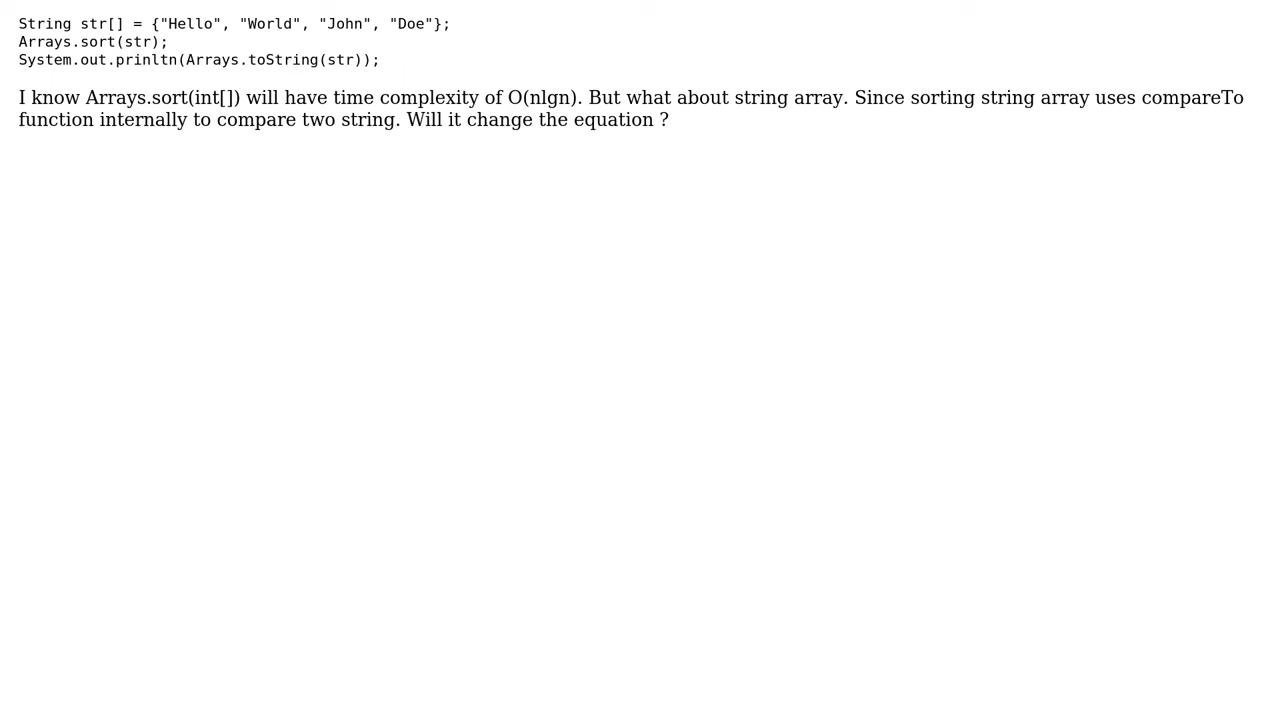 String str[] = {"Hello", "World", "John", "Doe"};
Arrays.sort(str);
System.out.prinltn(Arrays.toString(str));
I know Arrays.sort(int[]) will have time complexity of O(nlgn). But what about string array. Since sorting string array uses compareTo
function internally to compare two string. Will it change the equation ?